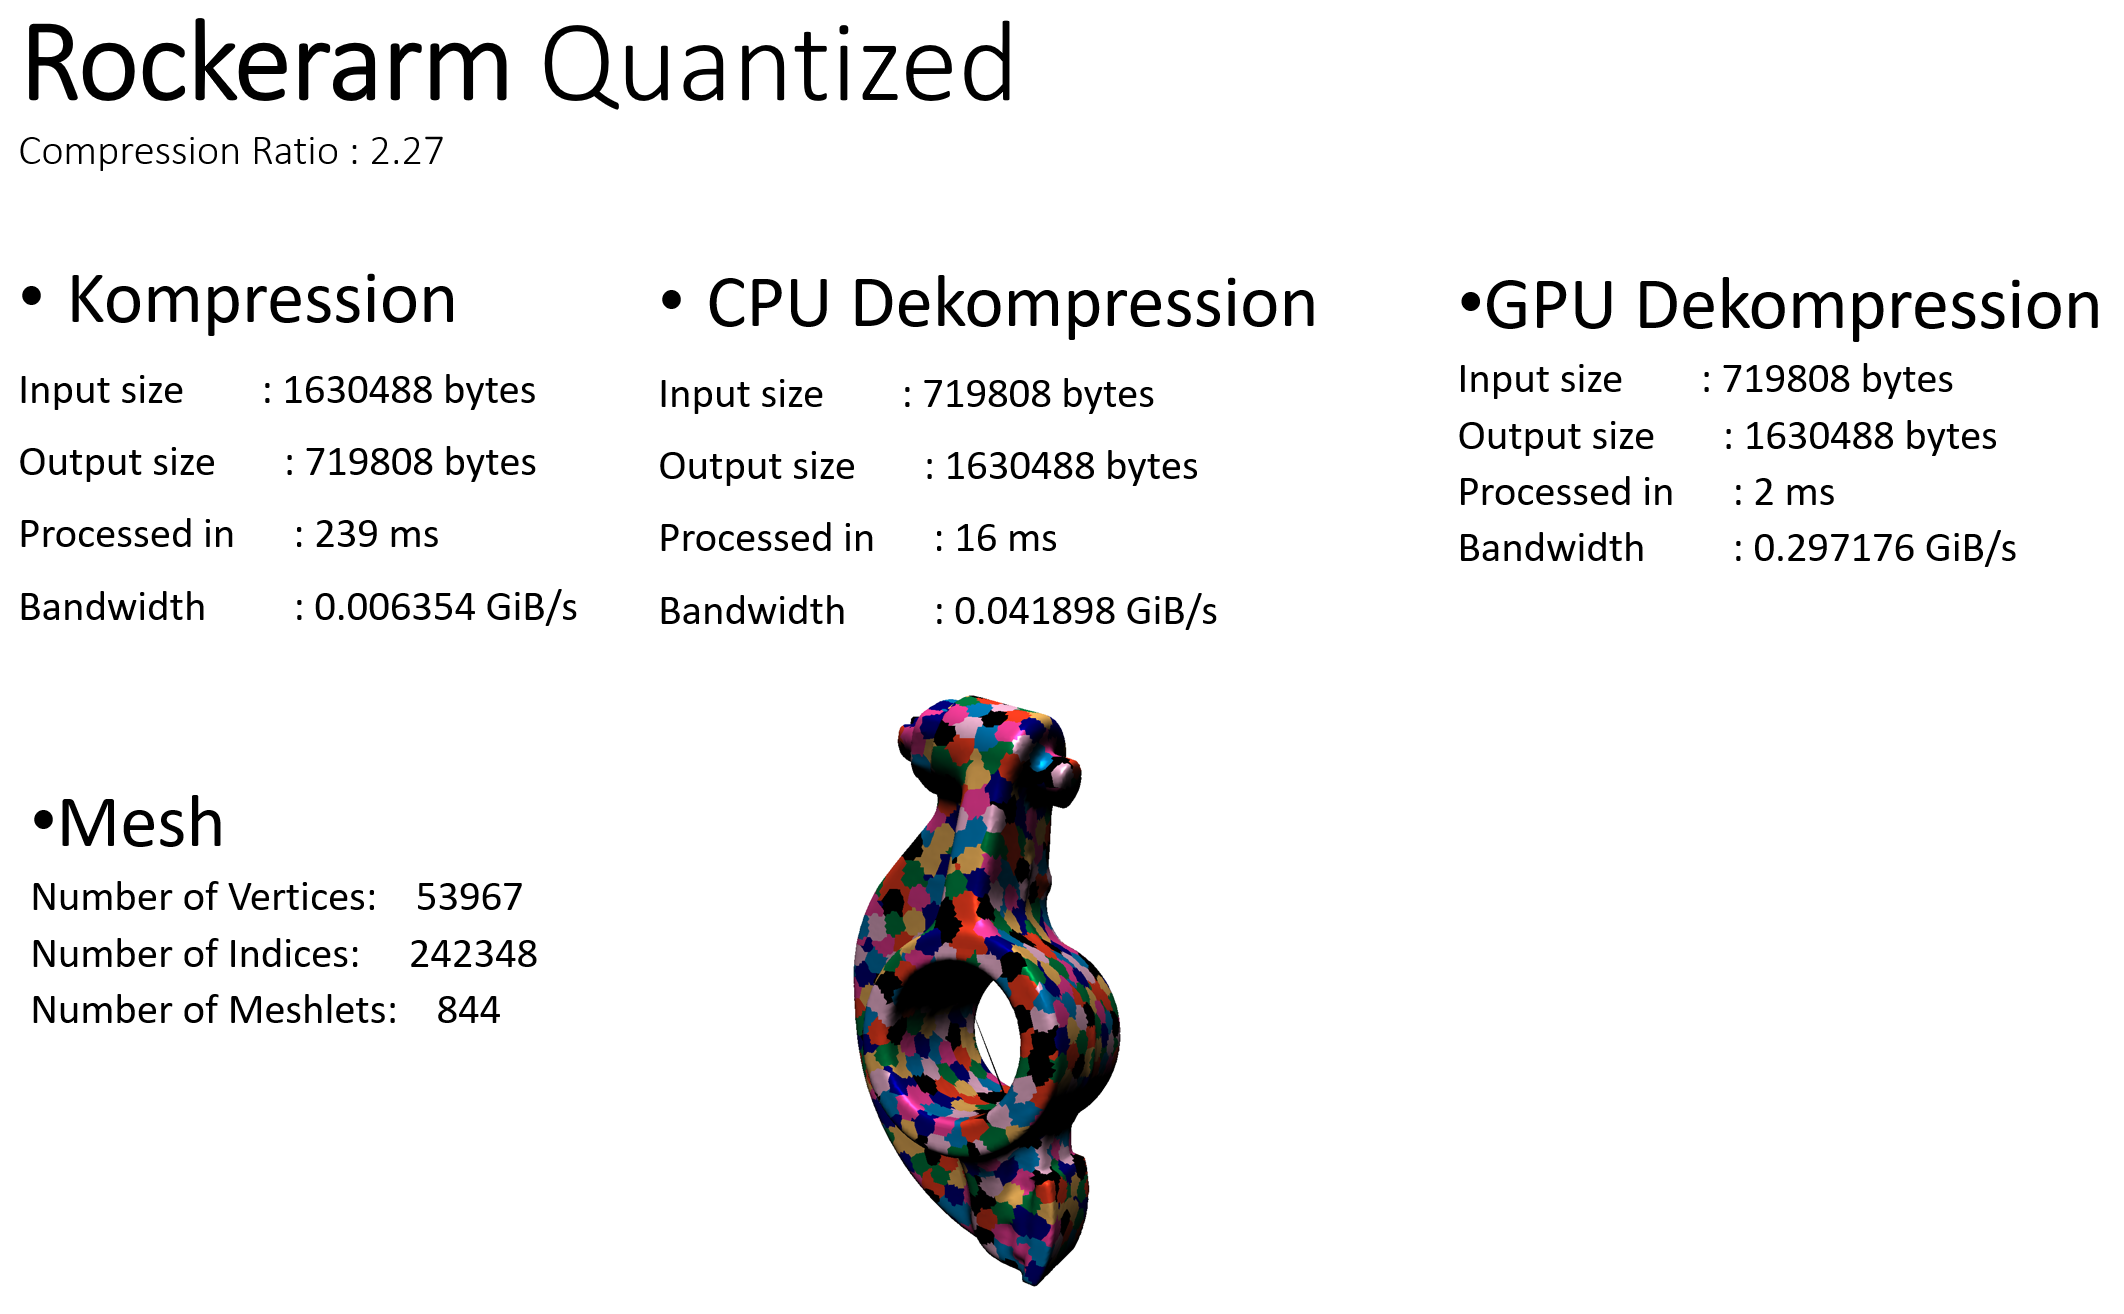 Rockerarm Quantized
Compression Ratio : 2.27
• Kompression
Input size : 1630488 bytes
Output size : 719808 bytes
Processed in : 239 ms
Bandwidth : 0.006354 GiB/s
• CPU Dekompression
Input size : 719808 bytes
Output size : 1630488 bytes
Processed in : 16 ms
Bandwidth : 0.041898 GiB/s
•GPU Dekompression
Input size : 719808 bytes
Output size : 1630488 bytes
Processed in : 2 ms
Bandwidth : 0.297176 GiB/s
•Mesh
Number of Vertices: 53967
Number of Indices: 242348
Number of Meshlets: 844